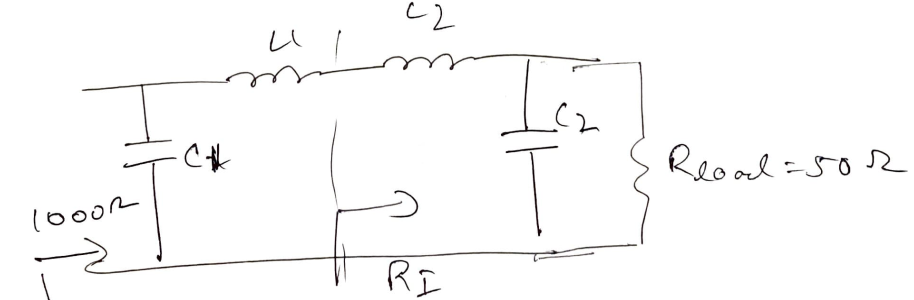 L1
L2
C1
C2
Rload = 50 Ω
1000Ω
RI